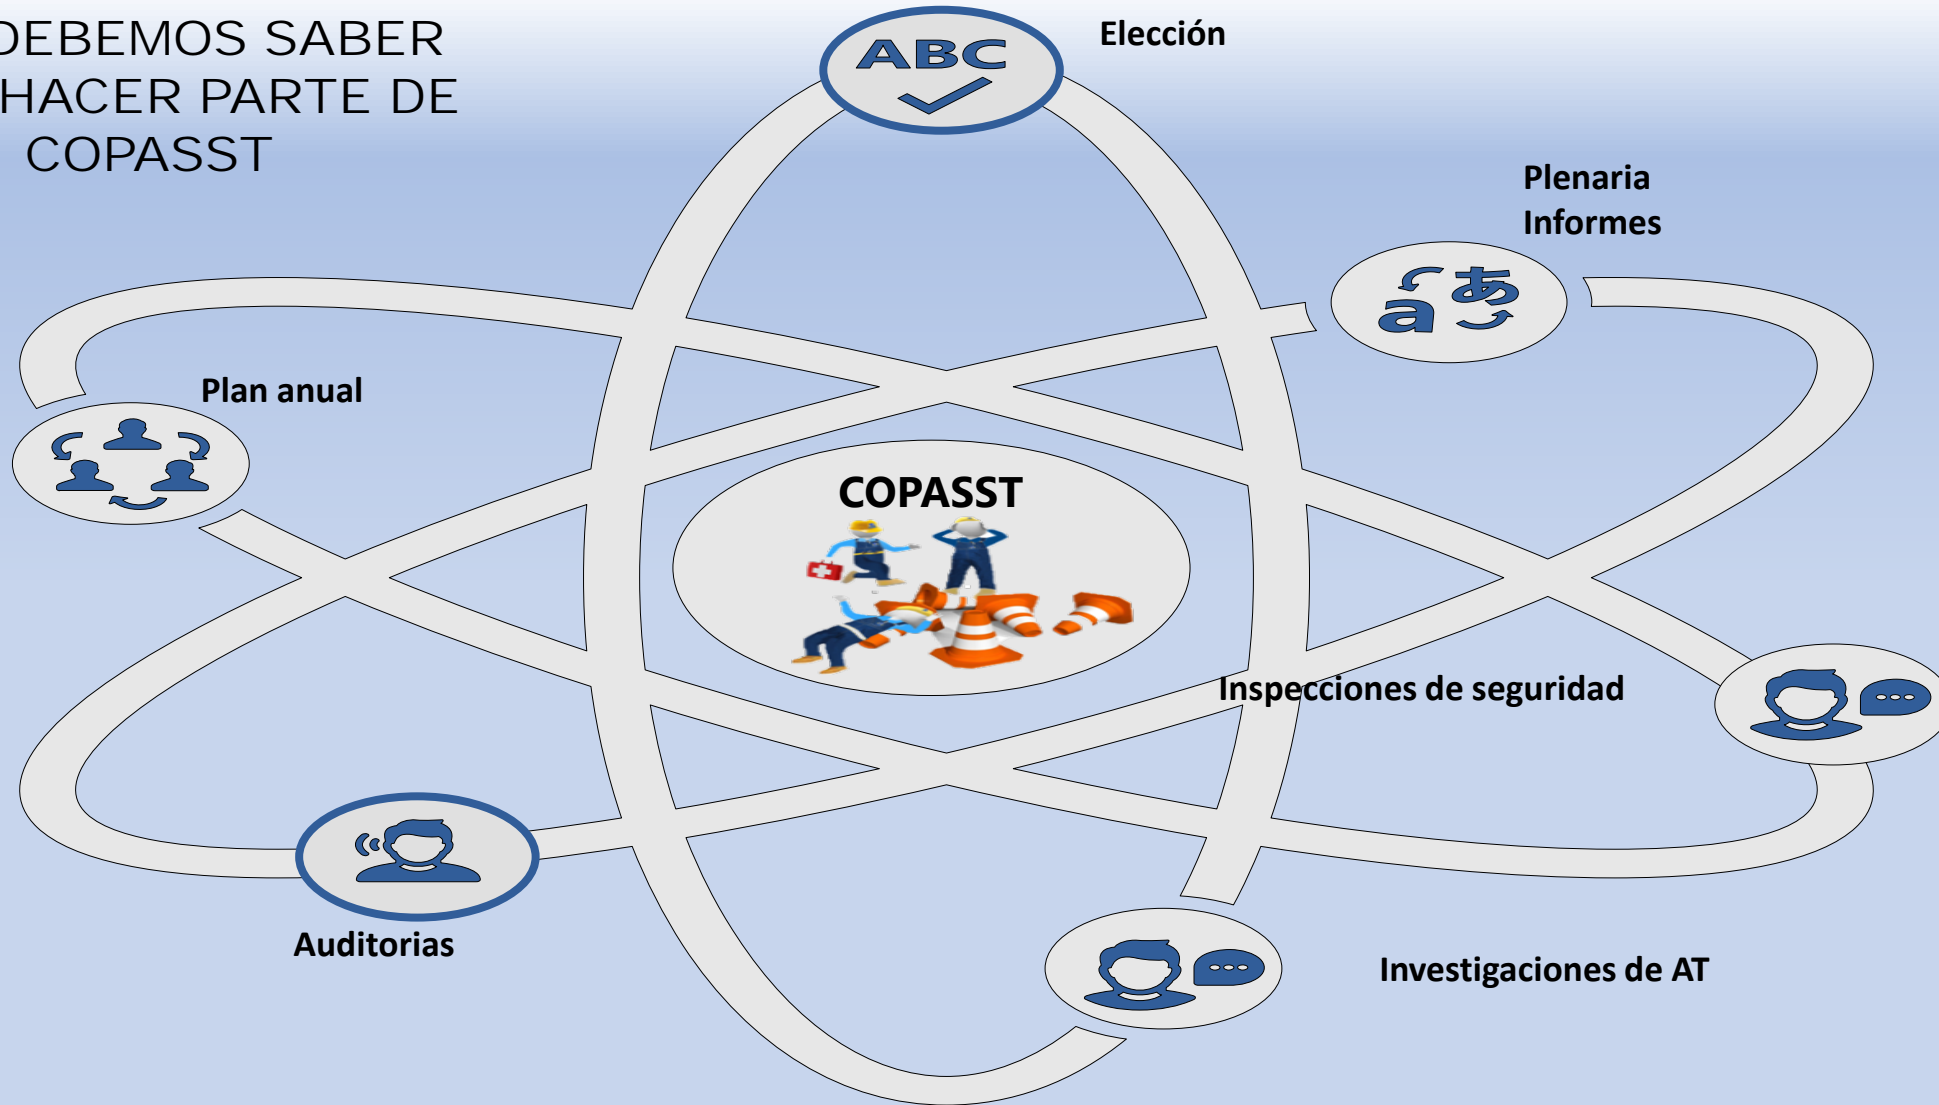 DEBEMOS SABER
HACER PARTE DE
COPASST
ABC
Elección
Plenaria
Informes
a あ
Plan anual
COPASST
Inspecciones de seguridad
Auditorias
Investigaciones de AT